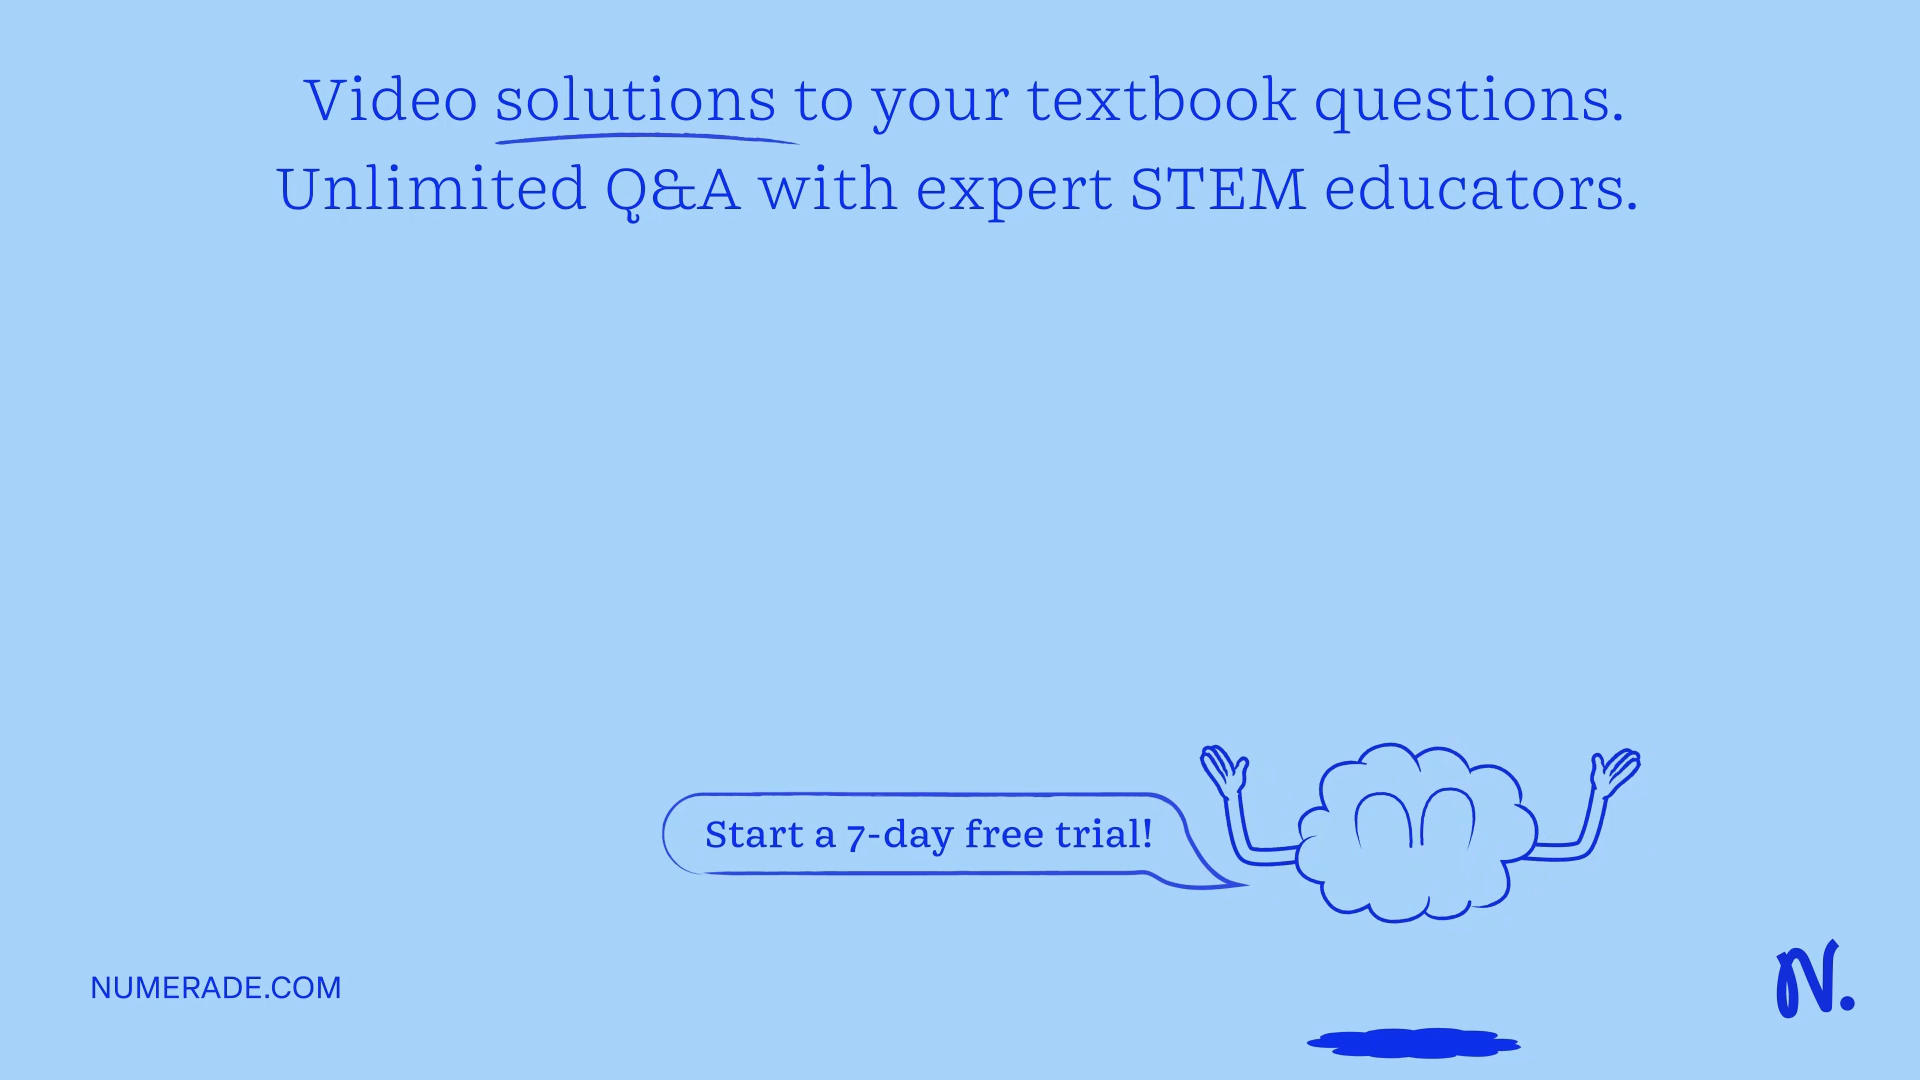 Video solutions to your textbook questions.
Unlimited Q&A with expert STEM educators.
Start a 7-day free trial!
NUMERADE.COM
N.